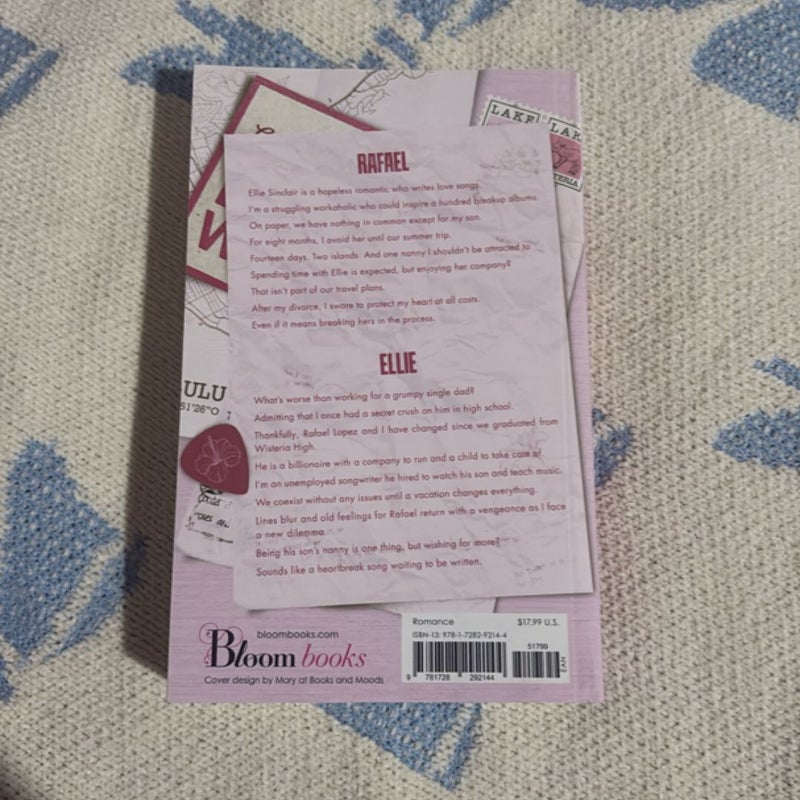 LAKE
LAR
TERIA
RAFAEL
Ellie Sinclair is a hopeless romantic who writes love songs.
I'm a struggling workaholic who could inspire a hundred breakup albums.
On paper, we have nothing in common except for my son.
For eight months, I avoid her until our summer trip.
Fourteen days. Two islands. And one nanny I shouldn't be attracted to
Spending time with Ellie is expected, but enjoying her company?
That isn't part of our travel plans.
After my divorce, I swore to protect my heart at all costs.
Even if it means breaking hers in the process.
ELLIE
What's worse than working for a grumpy single dad?
Admitting that I once had a secret crush on him in high school.
Thankfully, Rafael Lopez and I have changed since we graduated from
Wisteria High.
He is a billionaire with a company to run and a child to take care of.
I'm an unemployed songwriter he hired to watch his son and teach music.
We coexist without any issues until a vacation changes everything.
Lines blur and old feelings for Rafael return with a vengeance as I face
a new dilemma.
Being his son's nanny is one thing, but wishing for more?
Sounds like a heartbreak song waiting to be written.
ULU
51°26"O
bloombooks.com
Bloom books
Cover design by Mary at Books and Moods
Romance $17.99 U.S.
ISBN-13: 978-1-7282-9214-4
51799
EAN
9 781728 292144